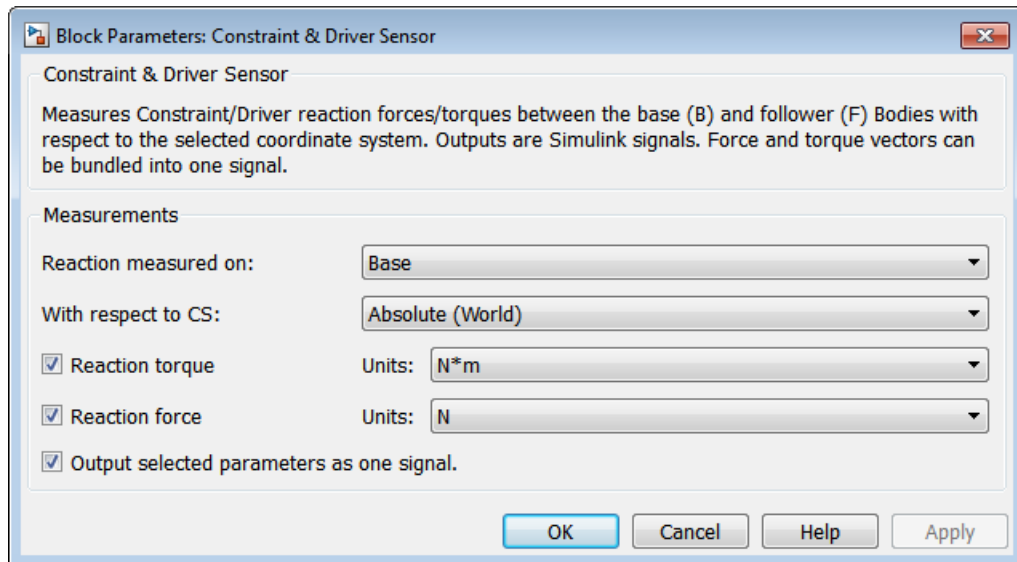 Block Parameters: Constraint & Driver Sensor
Constraint & Driver Sensor
Measures Constraint/Driver reaction forces/torques between the base (B) and follower (F) Bodies with
respect to the selected coordinate system. Outputs are Simulink signals. Force and torque vectors can
be bundled into one signal.
Measurements
Reaction measured on: Base
With respect to CS: Absolute (World)
Reaction torque Units: N*m
Reaction force Units: N
Output selected parameters as one signal.
OK Cancel Help Apply